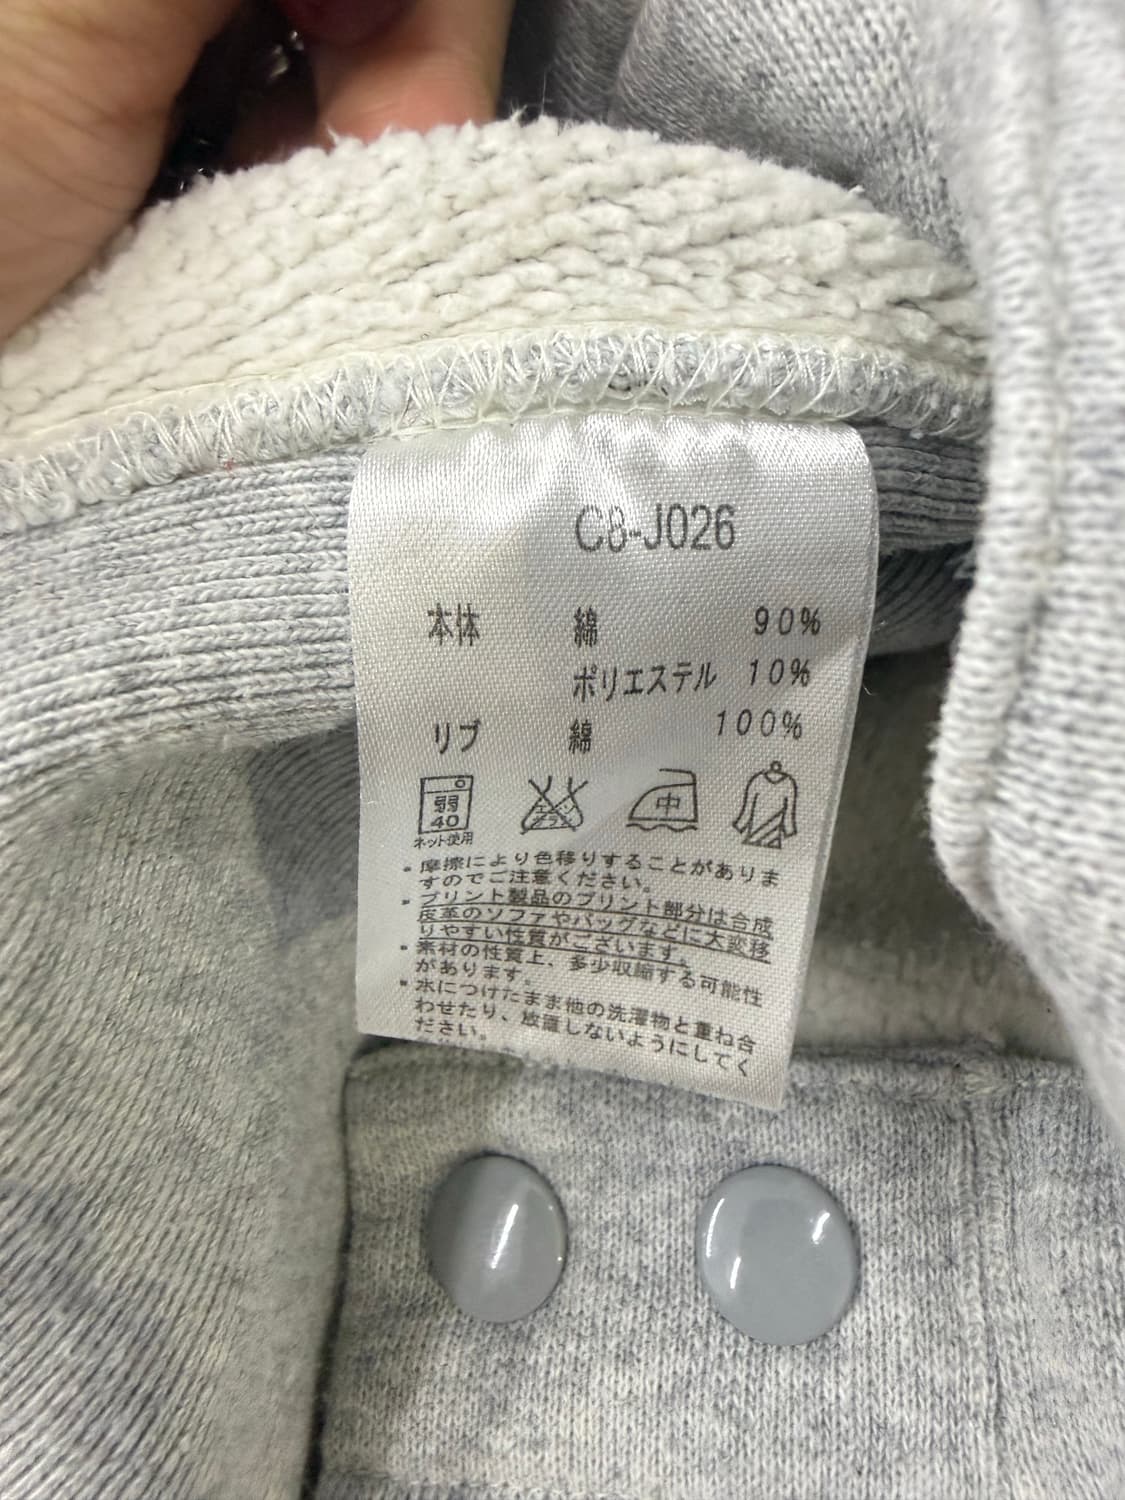 C8-J026
本体 綿 90%
ポリエステル 10%
リブ 綿 100%
弱
40
ネット使用
エンソ
サラシ
中
・摩擦により色移りすることがありま
すのでご注意ください。
・プリント製品のプリント部分は合成
皮革のソファやバッグなどに大変移
りやすい性質がございます。
・素材の性質上、多少収縮する可能性
があります。
・水につけたまま他の洗濯物と重ね合
わせたり、放置しないようにしてく
ださい。